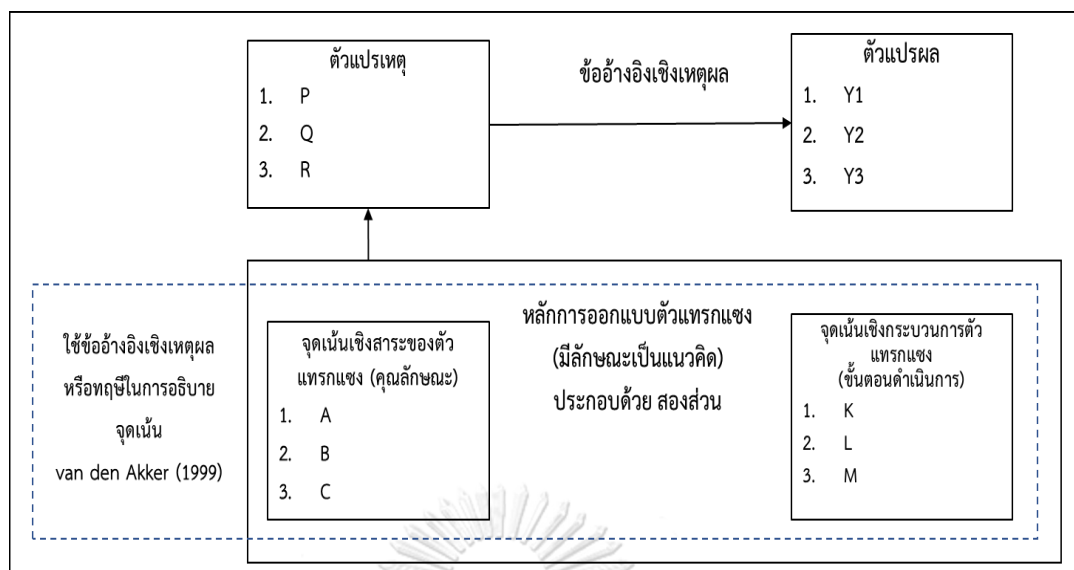 ตัวแปรเหตุ
1. P
2. Q
3. R
ข้ออ้างอิงเชิงเหตุผล
ตัวแปรผล
1. Y1
2. Y2
3. Y3
ใช้ข้ออ้างอิงเชิงเหตุผล
หรือทฤษีในการอธิบาย
จุดเน้น
van den Akker (1999)
จุดเน้นเชิงสาระของตัว
แทรกแซง (คุณลักษณะ)
1. A
2. B
3. C
หลักการออกแบบตัวแทรกแซง
(มีลักษณะเป็นแนวคิด)
ประกอบด้วย สองส่วน
จุดเน้นเชิงกระบวนการตัว
แทรกแซง
(ขั้นตอนดำเนินการ)
1. K
2. L
3. M